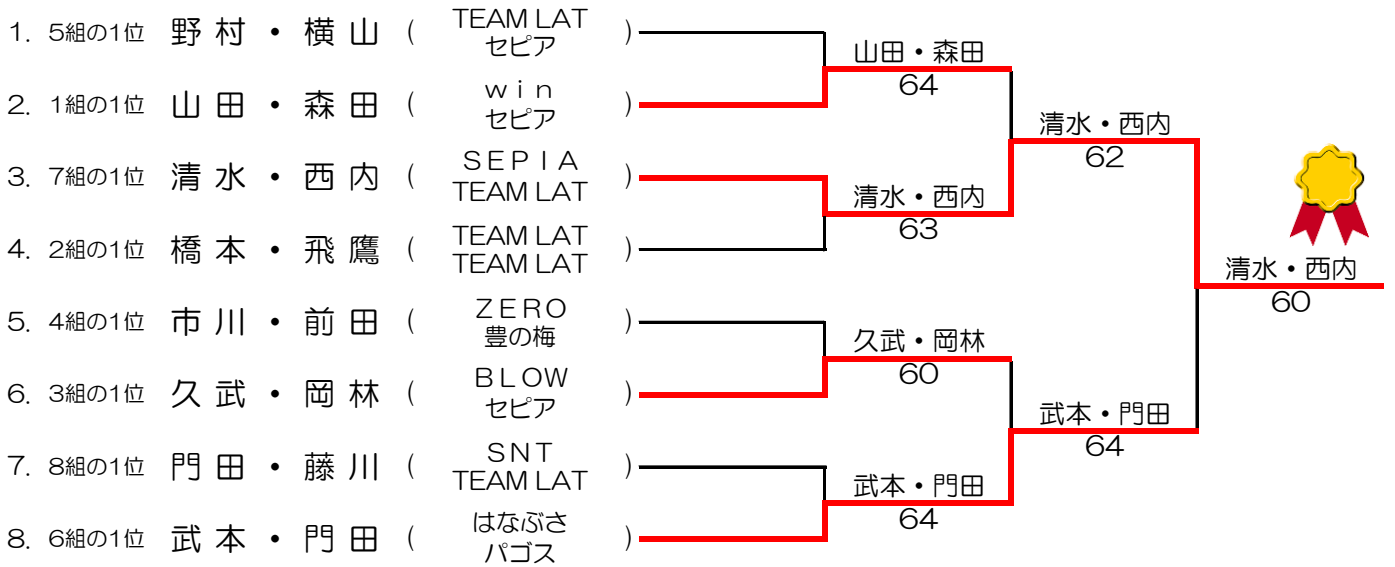 1. 5組の1位 野村・横山 ( TEAM LAT セピア )
2. 1組の1位 山田・森田 ( ｗｉｎ セピア )
3. 7組の1位 清水・西内 ( ＳＥＰＩＡ TEAM LAT )
4. 2組の1位 橋本・飛鷹 ( TEAM LAT TEAM LAT )
5. 4組の1位 市川・前田 ( ＺＥＲＯ 豊の梅 )
6. 3組の1位 久武・岡林 ( ＢＬＯＷ セピア )
7. 8組の1位 門田・藤川 ( ＳＮＴ TEAM LAT )
8. 6組の1位 武本・門田 ( はなぶさ パゴス )
山田・森田
64
清水・西内
63
久武・岡林
60
武本・門田
64
清水・西内
62
武本・門田
64
清水・西内
60